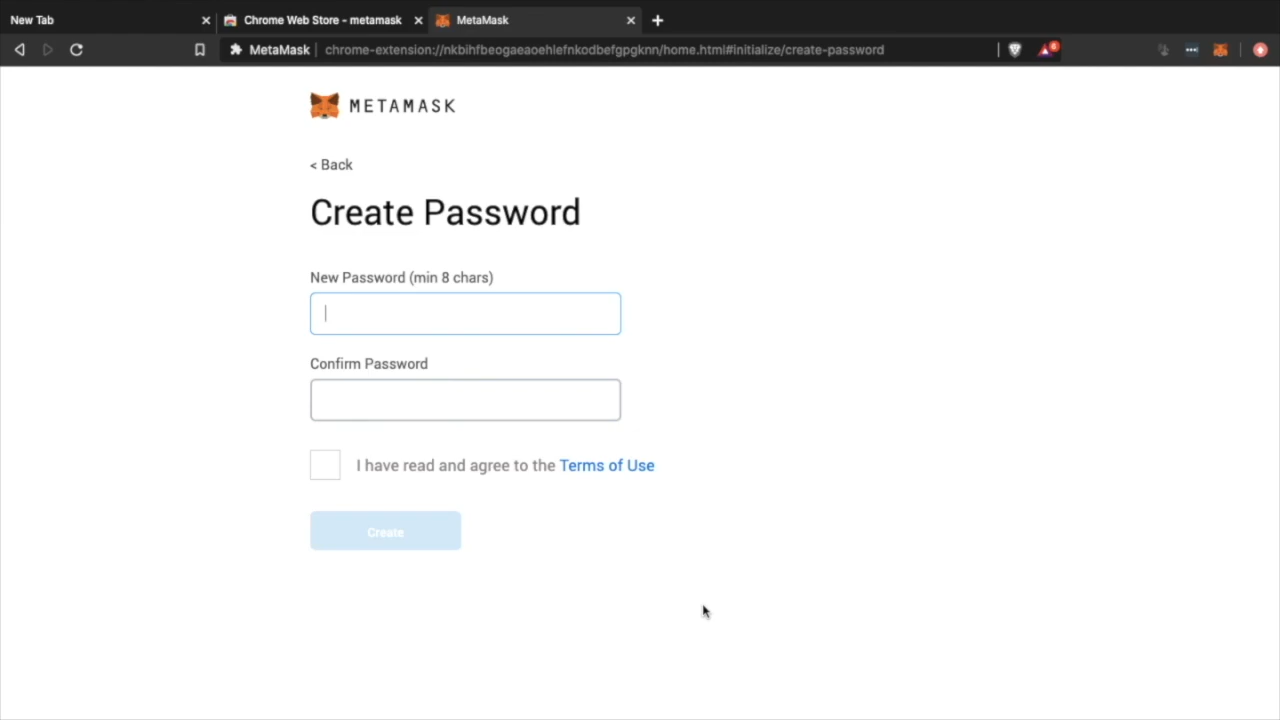 New Tab
Chrome Web Store - metamask
MetaMask
MetaMask
chrome-extension://nkbihfbeogaeaoehlefnkodbefgpgknn/home.html#initialize/create-password
6
METAMASK
< Back
Create Password
New Password (min 8 chars)
Confirm Password
I have read and agree to the Terms of Use
Create